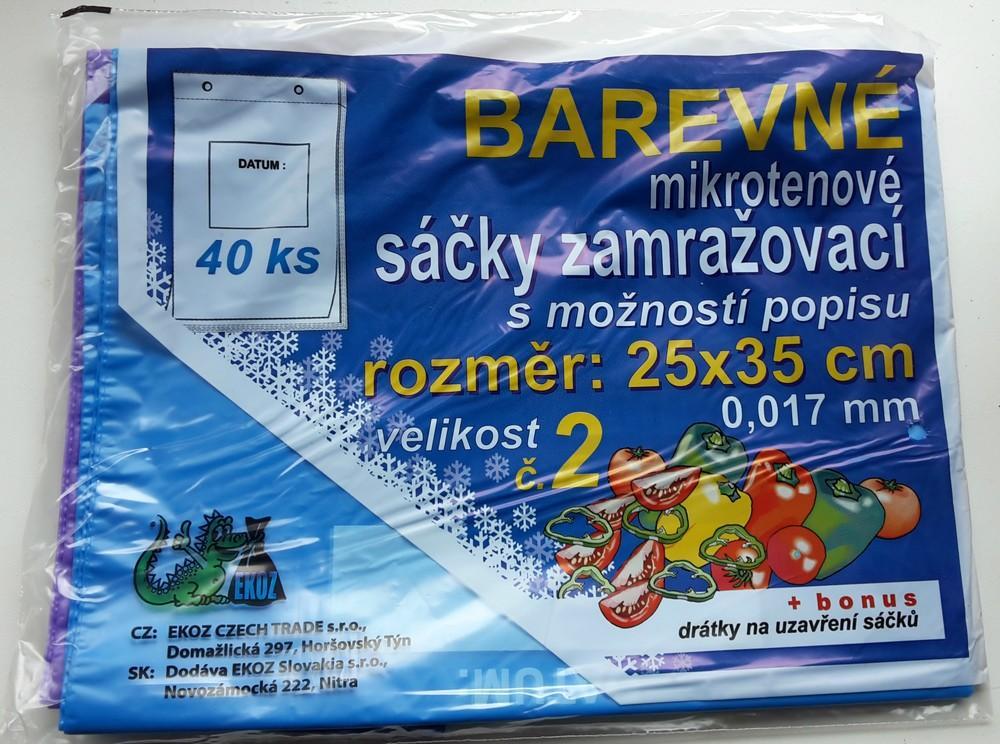 BAREVNÉ
mikrotenové
sáčky zamražovací
s možností popisu
rozměr: 25x35 cm
0,017 mm
velikost
č. 2
DATUM :
40 ks
EKOZ
CZ: EKOZ CZECH TRADE s.r.o.,
Domažlická 297, Horšovský Týn
SK: Dodáva EKOZ Slovakia s.r.o.,
Novozámocká 222, Nitra
+ bonus
drátky na uzavření sáčků